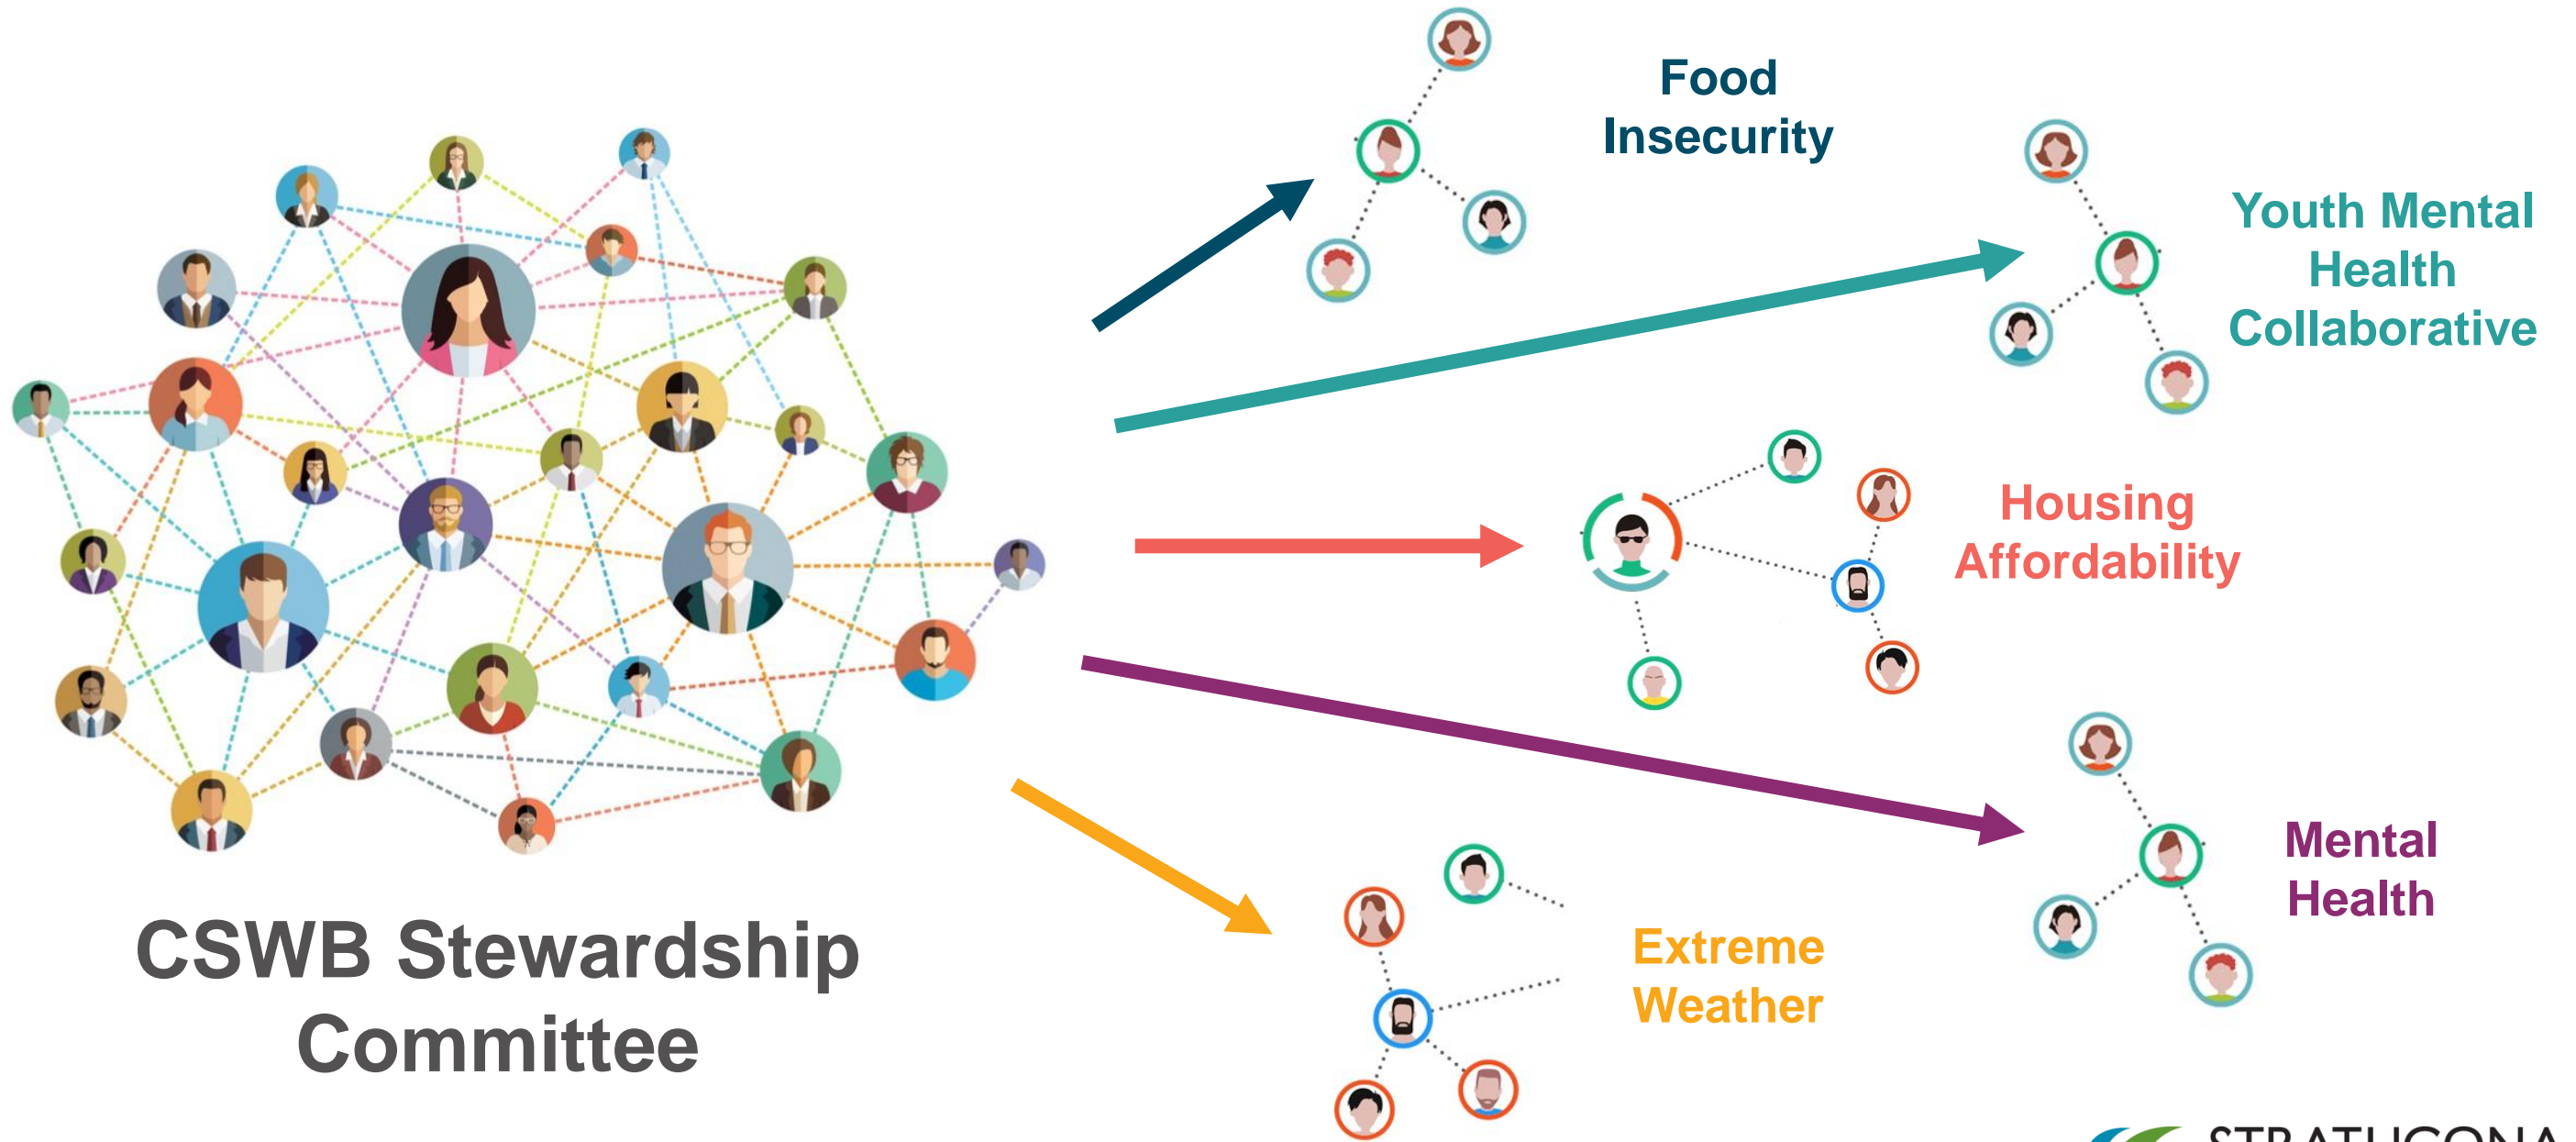 Food
Insecurity
Youth Mental
Health
Collaborative
Housing
Affordability
Mental
Health
Extreme
Weather
CSWB Stewardship
Committee